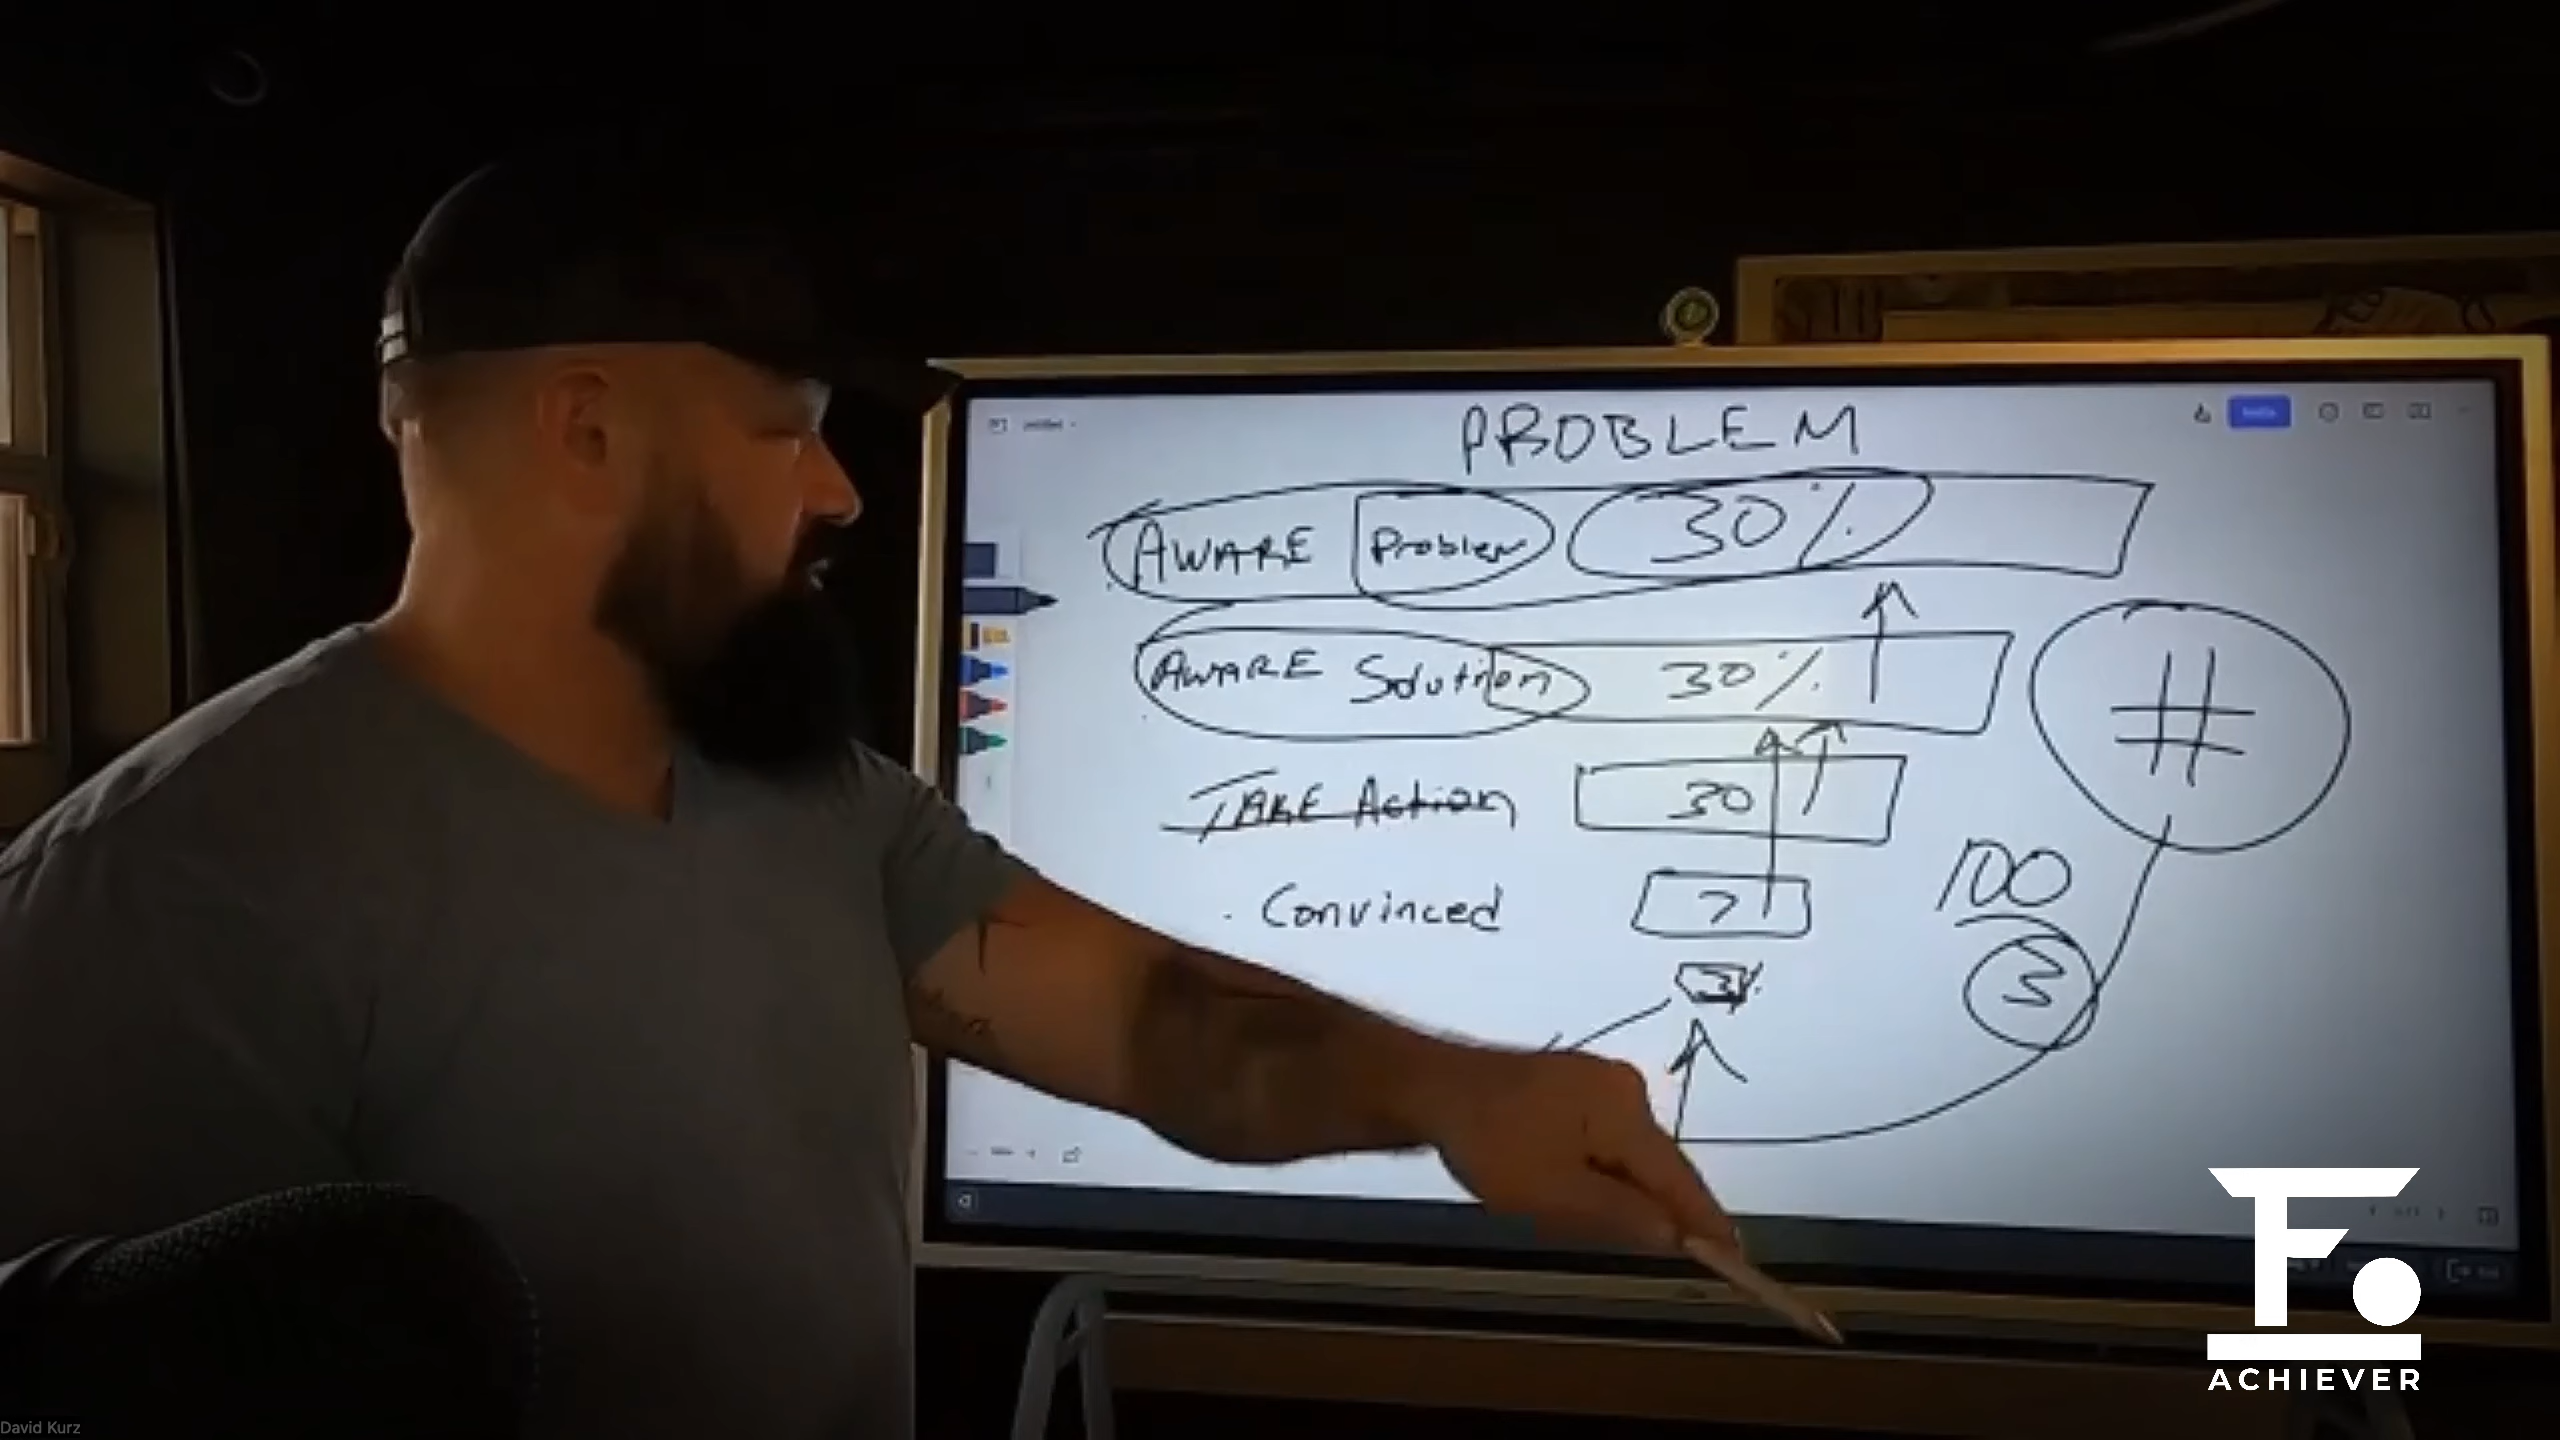 PROBLEM
AWARE Problem 30%
AWARE Solution 30%
TAKE Action 30
#
Convinced 7
100
3%
3
F.
ACHIEVER
David Kurz